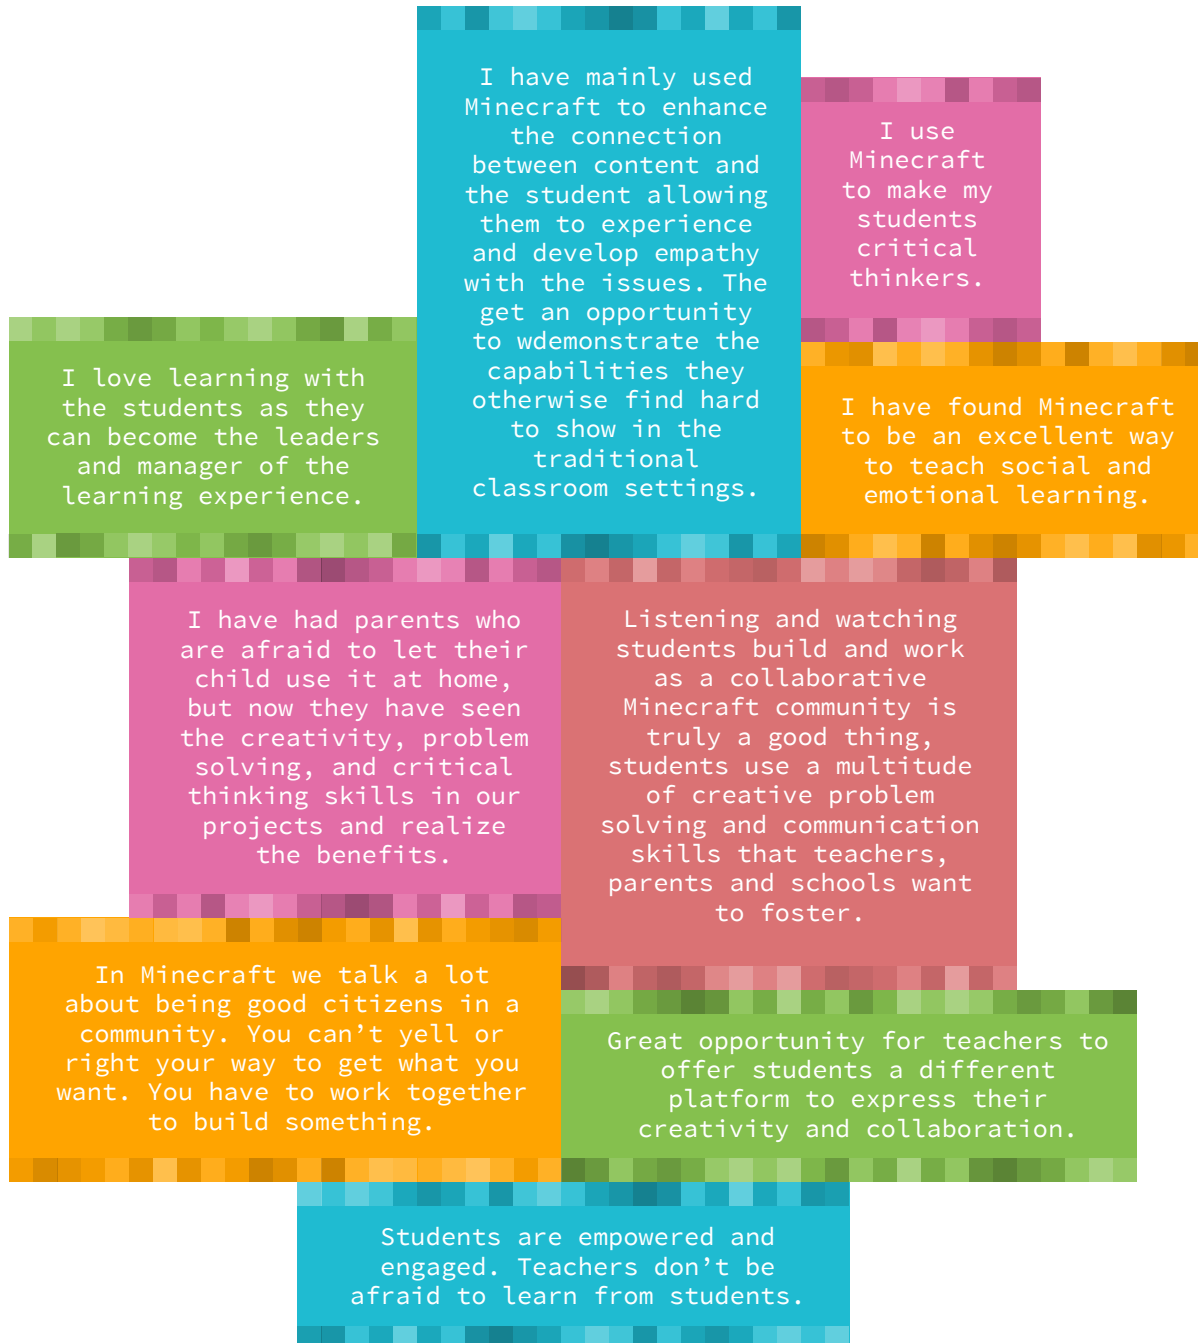 I have mainly used
Minecraft to enhance
the connection
between content and
the student allowing
them to experience
and develop empathy
with the issues. The
get an opportunity
to wdemonstrate the
capabilities they
otherwise find hard
to show in the
traditional
classroom settings.
I use
Minecraft
to make my
students
critical
thinkers.
I love learning with
the students as they
can become the leaders
and manager of the
learning experience.
I have found Minecraft
to be an excellent way
to teach social and
emotional learning.
I have had parents who
are afraid to let their
child use it at home,
but now they have seen
the creativity, problem
solving, and critical
thinking skills in our
projects and realize
the benefits.
Listening and watching
students build and work
as a collaborative
Minecraft community is
truly a good thing,
students use a multitude
of creative problem
solving and communication
skills that teachers,
parents and schools want
to foster.
In Minecraft we talk a lot
about being good citizens in a
community. You can’t yell or
right your way to get what you
want. You have to work together
to build something.
Great opportunity for teachers to
offer students a different
platform to express their
creativity and collaboration.
Students are empowered and
engaged. Teachers don’t be
afraid to learn from students.